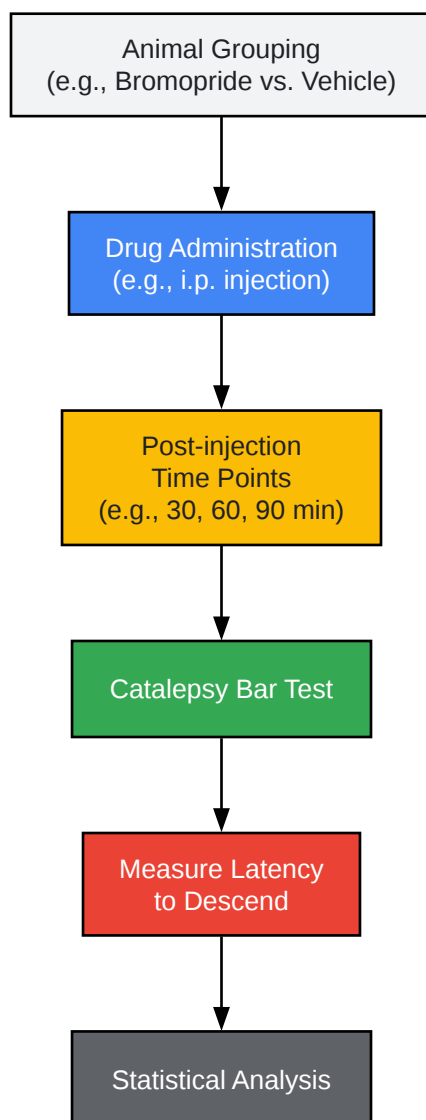 Animal Grouping
(e.g., Bromopride vs. Vehicle)
Drug Administration
(e.g., i.p. injection)
Post-injection
Time Points
(e.g., 30, 60, 90 min)
Catalepsy Bar Test
Measure Latency
to Descend
Statistical Analysis